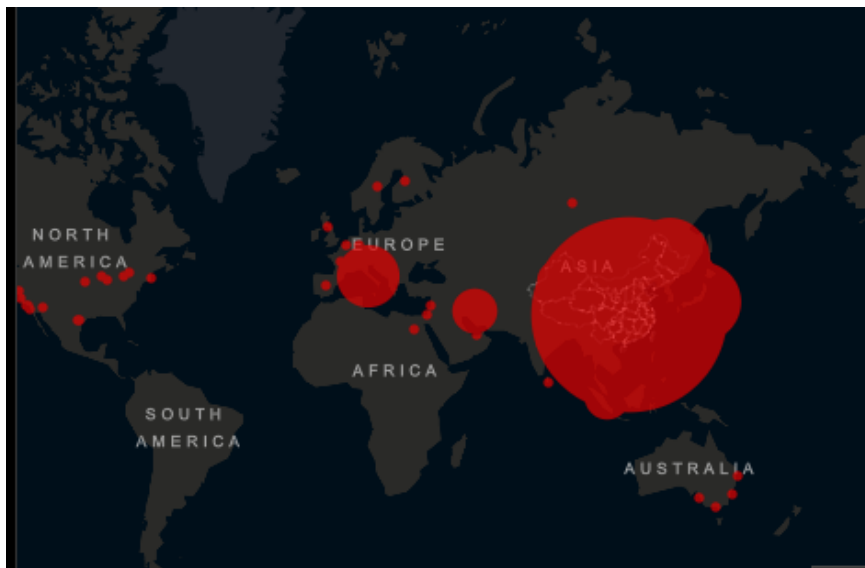 NORTH
AMERICA
EUROPE
ASIA
AFRICA
SOUTH
AMERICA
AUSTRALIA